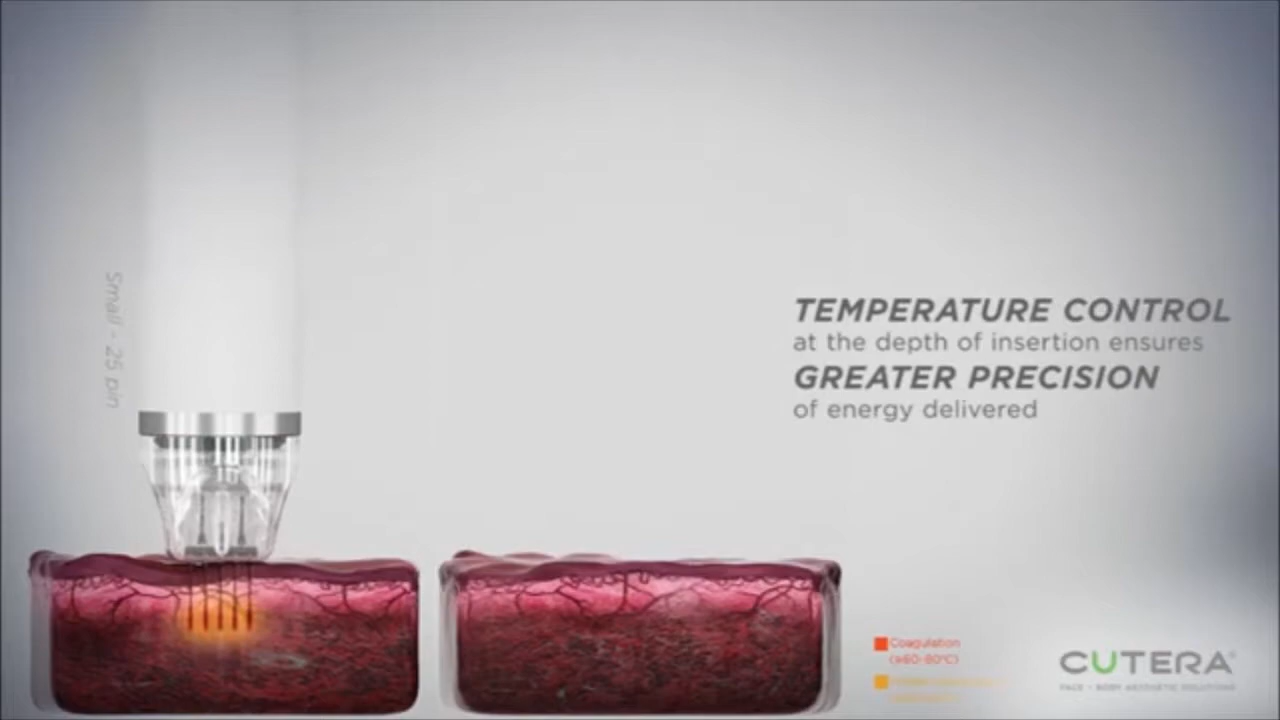 Small - 25 pin
TEMPERATURE CONTROL
at the depth of insertion ensures
GREATER PRECISION
of energy delivered
Coagulation
(≥60-80°C)
CUTERA®
FACE + BODY AESTHETIC SOLUTIONS